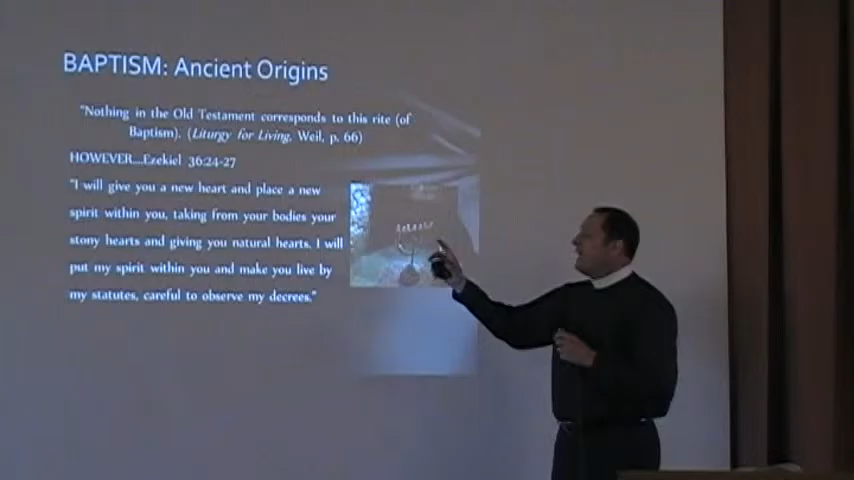 BAPTISM: Ancient Origins
"Nothing in the Old Testament corresponds to this rite (of
Baptism). (Liturgy for Living, Weil, p. 66)
HOWEVER....Ezekiel 36:24-27
"I will give you a new heart and place a new
spirit within you, taking from your bodies your
stony hearts and giving you natural hearts. I will
put my spirit within you and make you live by
my statutes, careful to observe my decrees."